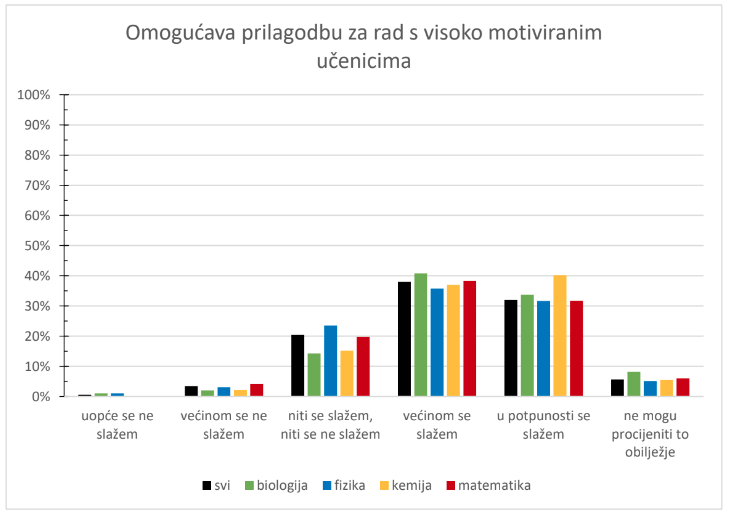 Omogućava prilagodbu za rad s visoko motiviranim
učenicima
100%
90%
80%
70%
60%
50%
40%
30%
20%
10%
0%
uopće se ne
slažem
većinom se ne
slažem
niti se slažem,
niti se ne slažem
većinom se
slažem
u potpunosti se
slažem
ne mogu
procijeniti to
obilježje
svi biologija fizika kemija matematika